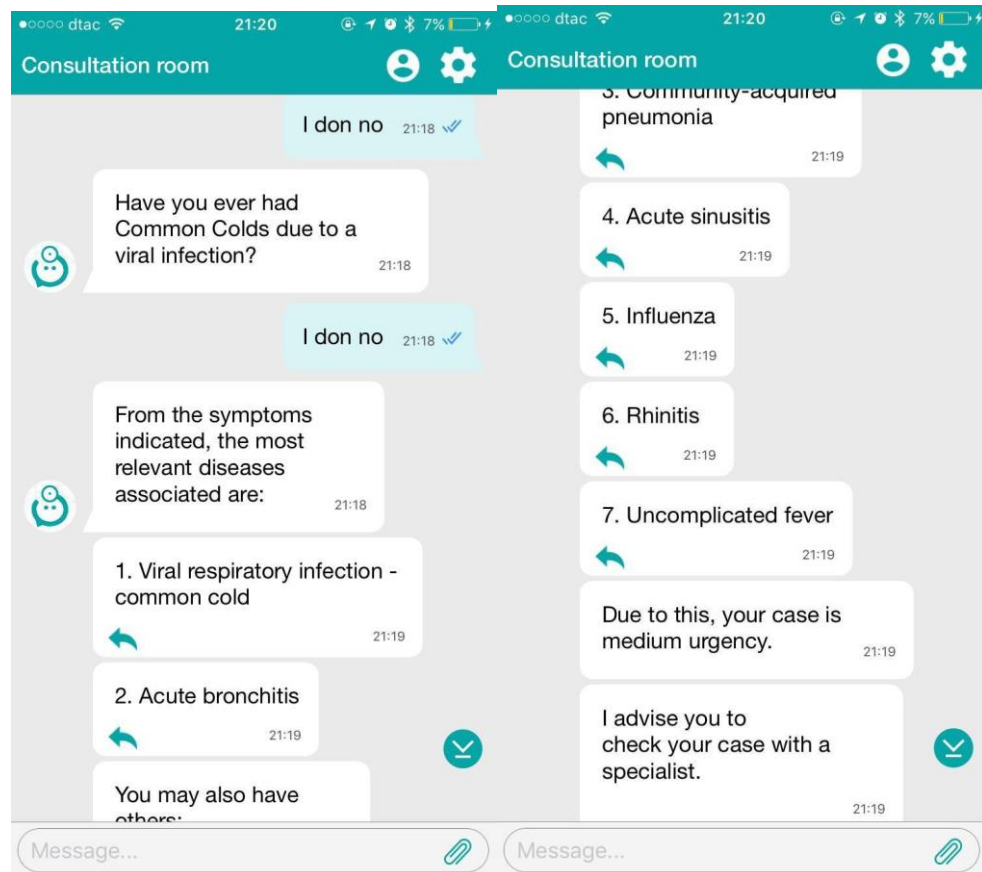 dtac 21:20 7%
Consultation room
I don no 21:18
Have you ever had
Common Colds due to a
viral infection? 21:18
I don no 21:18
From the symptoms
indicated, the most
relevant diseases
associated are: 21:18
1. Viral respiratory infection -
common cold
21:19
2. Acute bronchitis
21:19
You may also have
others:
Message...
dtac 21:20 7%
Consultation room
3. Community-acquired
pneumonia
21:19
4. Acute sinusitis
21:19
5. Influenza
21:19
6. Rhinitis
21:19
7. Uncomplicated fever
21:19
Due to this, your case is
medium urgency. 21:19
I advise you to
check your case with a
specialist.
21:19
Message...